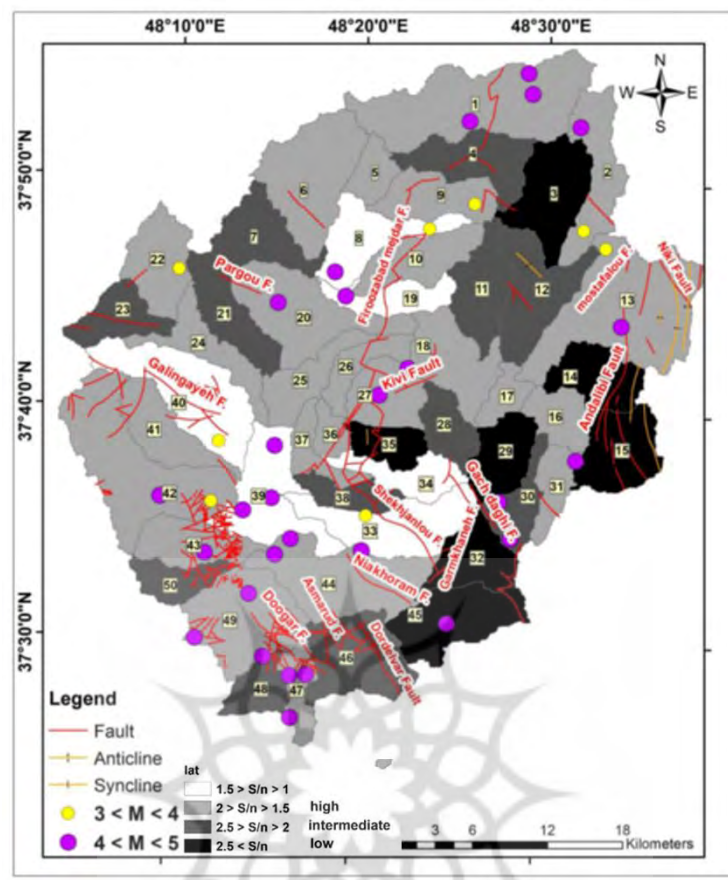 48°10'0"E 48°20'0"E 48°30'0"E
N
W E
S
37°50'0"N
37°40'0"N
37°30'0"N
1
2
3
4
5
6
7
8
9
10
11
12
13
14
15
16
17
18
19
20
21
22
23
24
25
26
27
28
29
30
31
32
33
34
35
36
37
38
39
40
41
42
43
44
45
46
47
48
49
50
Firoozabad mejdar F.
Pargou F.
mostafalou F.
Niki Fault
Galingayeh F.
Kivi Fault
Andalibi Fault
Shekhjanlou F.
Gach daghi F.
Garmkhaneh F.
Niakhoram F.
Doogar F.
Asmarud F.
Dordelvar Fault
Legend
Fault
Anticline
Syncline
3 < M < 4
4 < M < 5
lat
1.5 > S/n > 1
2 > S/n > 1.5 high
2.5 > S/n > 2 intermediate
2.5 < S/n low
3 6 12 18
Kilometers